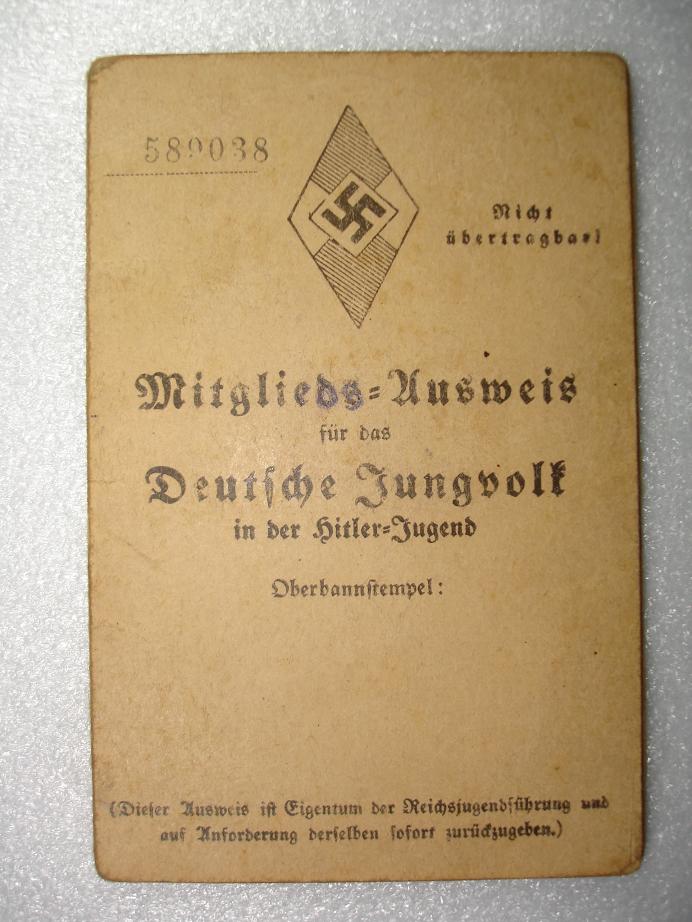 589038
Nicht
übertragbar!
Mitglieds=Ausweis
für das
Deutsche Jungvolk
in der Hitler=Jugend
Oberbannstempel:
(Dieser Ausweis ist Eigentum der Reichsjugendführung und
auf Anforderung derselben sofort zurückzugeben.)